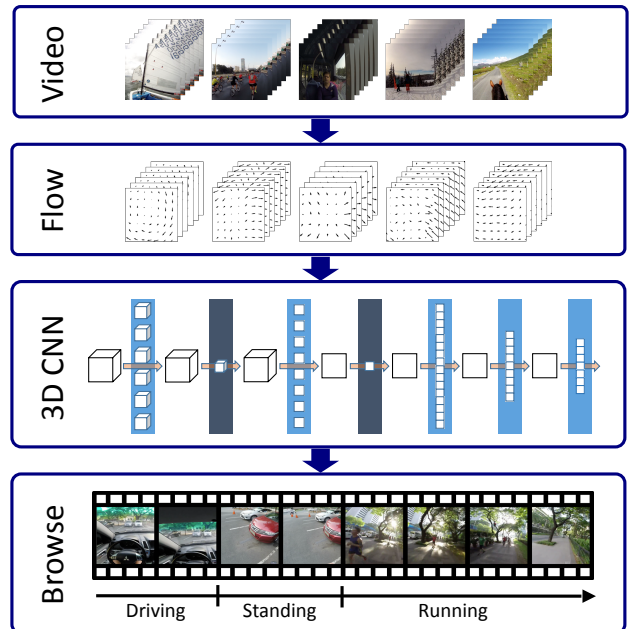 Video
Flow
3D CNN
Browse
Driving
Standing
Running